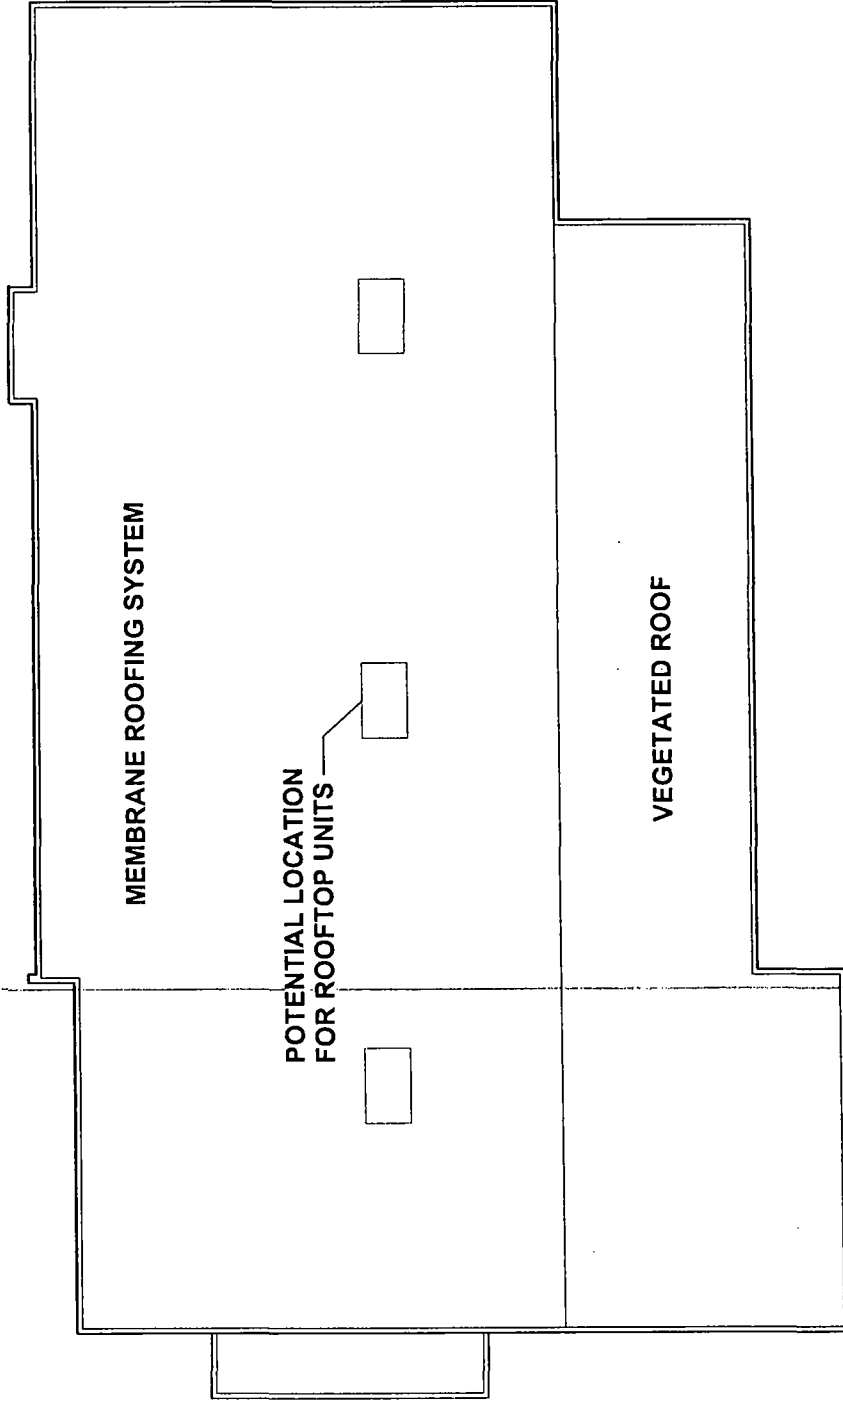 MEMBRANE ROOFING SYSTEM
POTENTIAL LOCATION
FOR ROOFTOP UNITS
VEGETATED ROOF